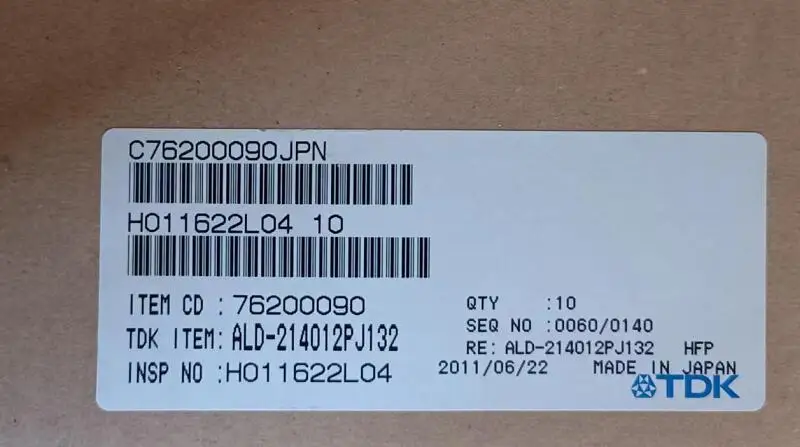 C76200090JPN
H011622L04 10
ITEM CD : 76200090
TDK ITEM: ALD-214012PJ132
INSP NO :H011622L04
QTY :10
SEQ NO :0060/0140
RE: ALD-214012PJ132 HFP
2011/06/22 MADE IN JAPAN
TDK